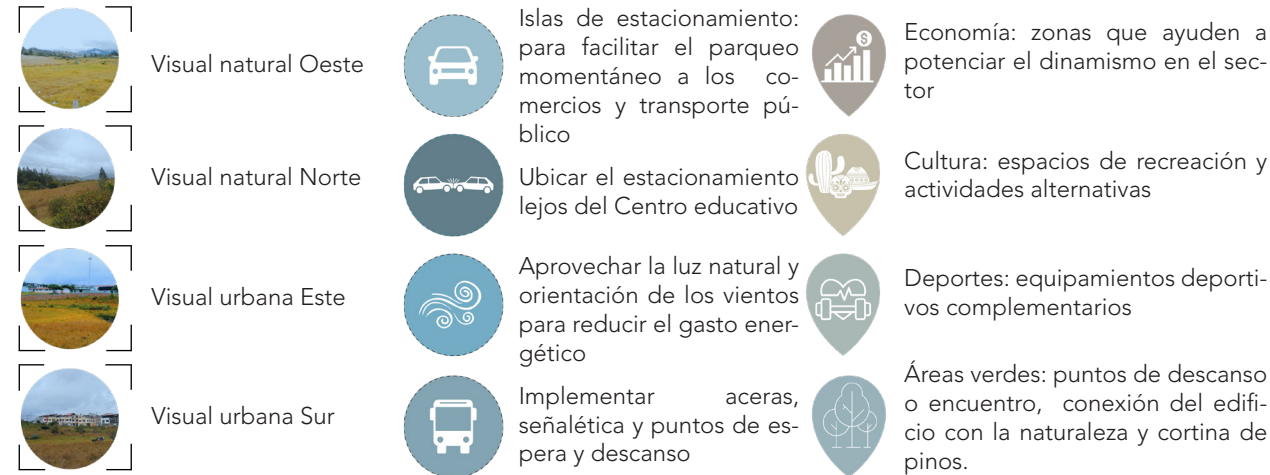 Visual natural Oeste
Visual natural Norte
Visual urbana Este
Visual urbana Sur
Islas de estacionamiento:
para facilitar el parqueo
momentáneo a los co-
mercios y transporte pú-
blico
Ubicar el estacionamiento
lejos del Centro educativo
Aprovechar la luz natural y
orientación de los vientos
para reducir el gasto ener-
gético
Implementar aceras,
señalética y puntos de es-
pera y descanso
$
Economía: zonas que ayuden a
potenciar el dinamismo en el sec-
tor
Cultura: espacios de recreación y
actividades alternativas
Deportes: equipamientos deporti-
vos complementarios
Áreas verdes: puntos de descanso
o encuentro, conexión del edifi-
cio con la naturaleza y cortina de
pinos.